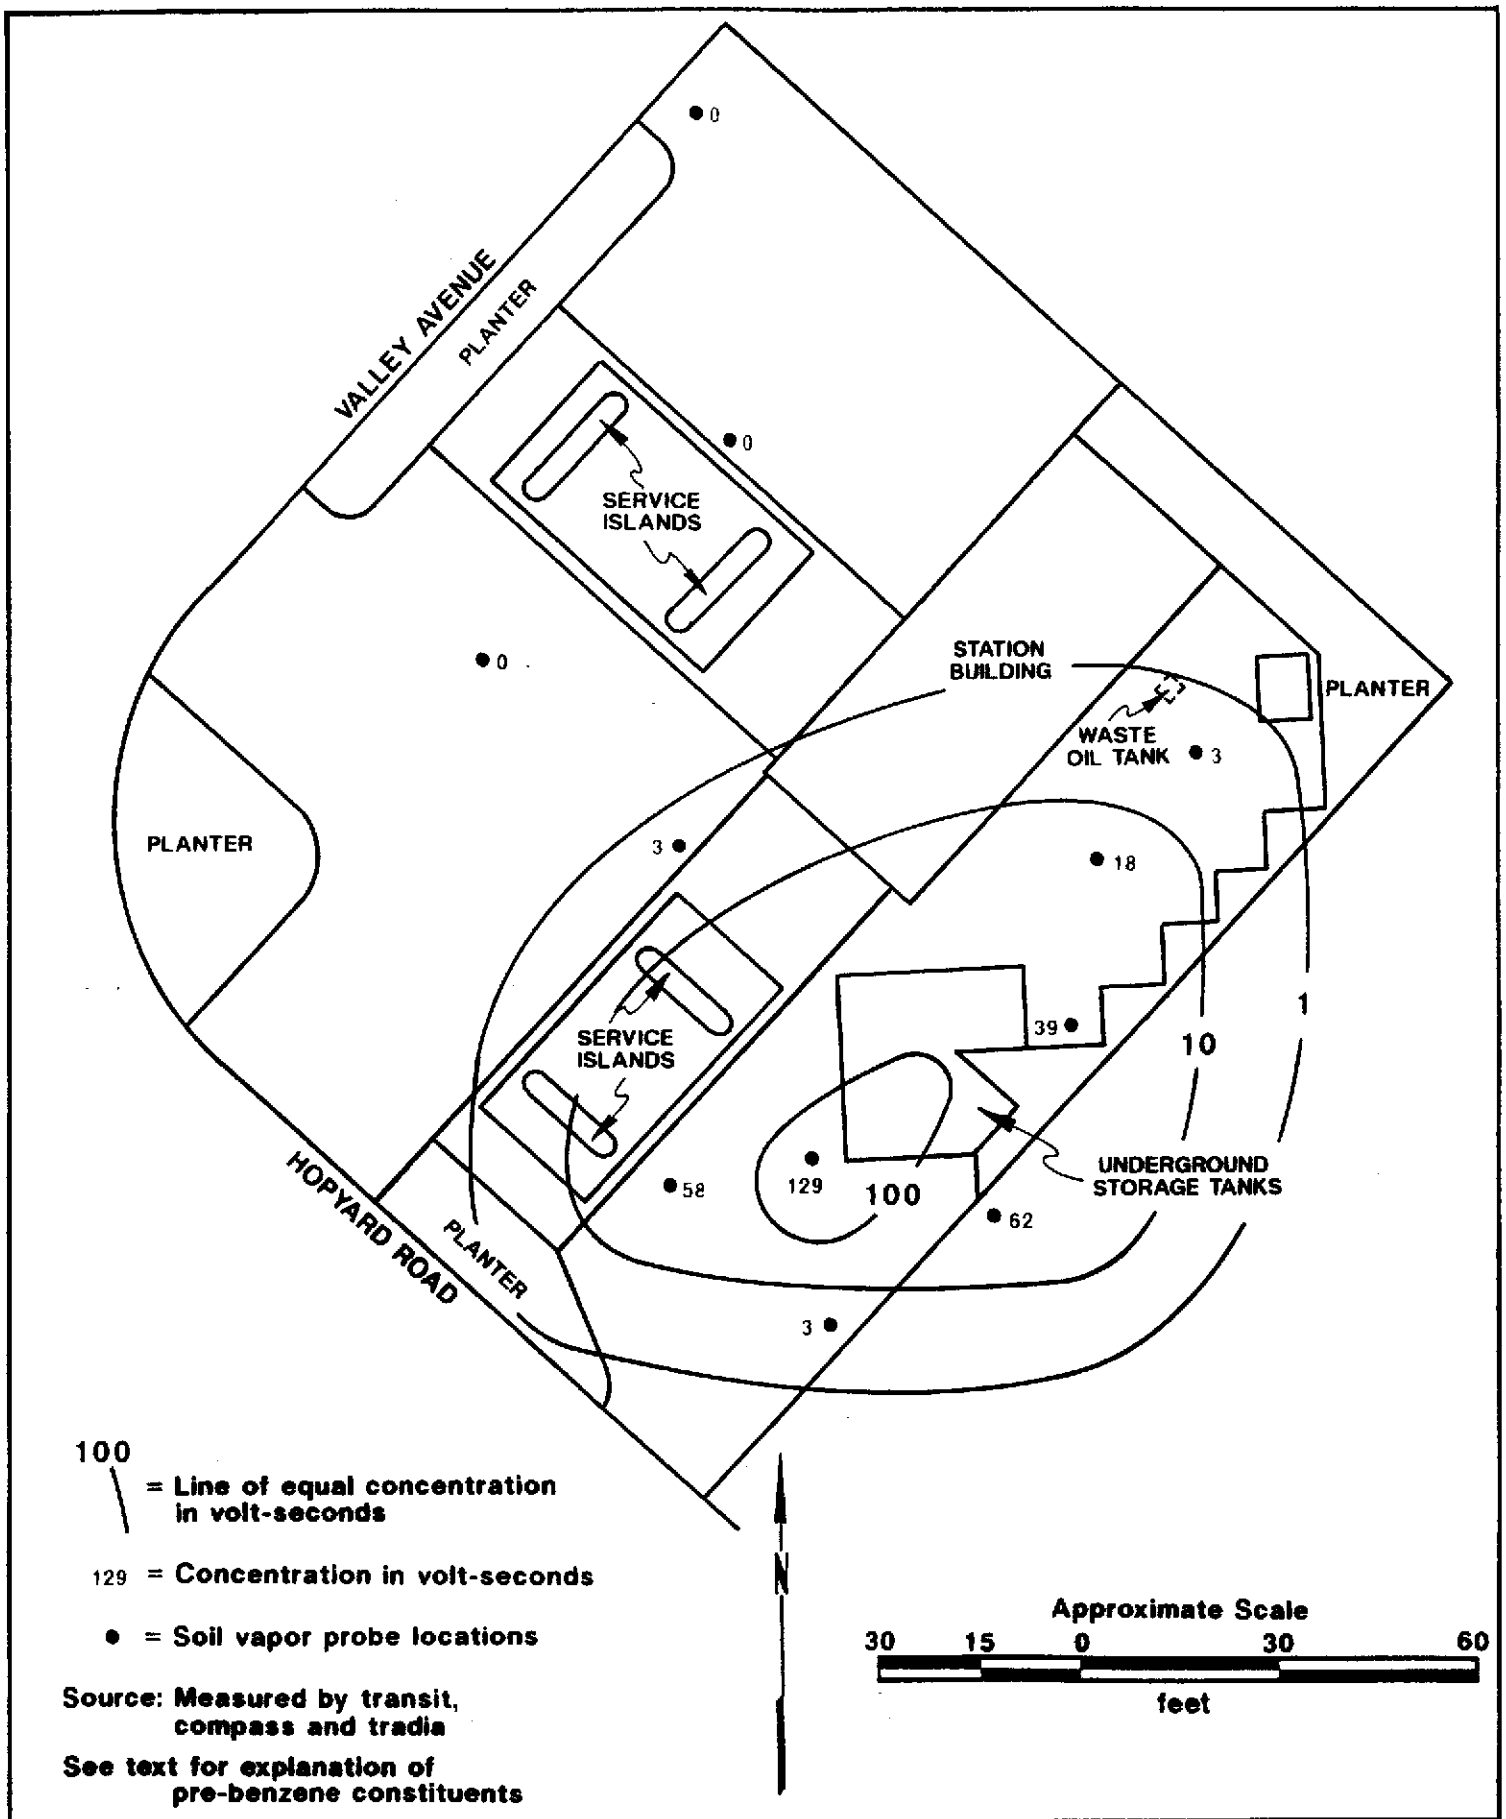 0
VALLEY AVENUE
PLANTER
0
SERVICE
ISLANDS
0
STATION
BUILDING
PLANTER
WASTE
OIL TANK
3
PLANTER
3
18
SERVICE
ISLANDS
39
10
1
UNDERGROUND
STORAGE TANKS
129
100
58
62
HOPYARD ROAD
PLANTER
3
100
= Line of equal concentration
in volt-seconds
129 = Concentration in volt-seconds
= Soil vapor probe locations
Source: Measured by transit,
compass and tradia
See text for explanation of
pre-benzene constituents
N
Approximate Scale
30 15 0 30 60
feet